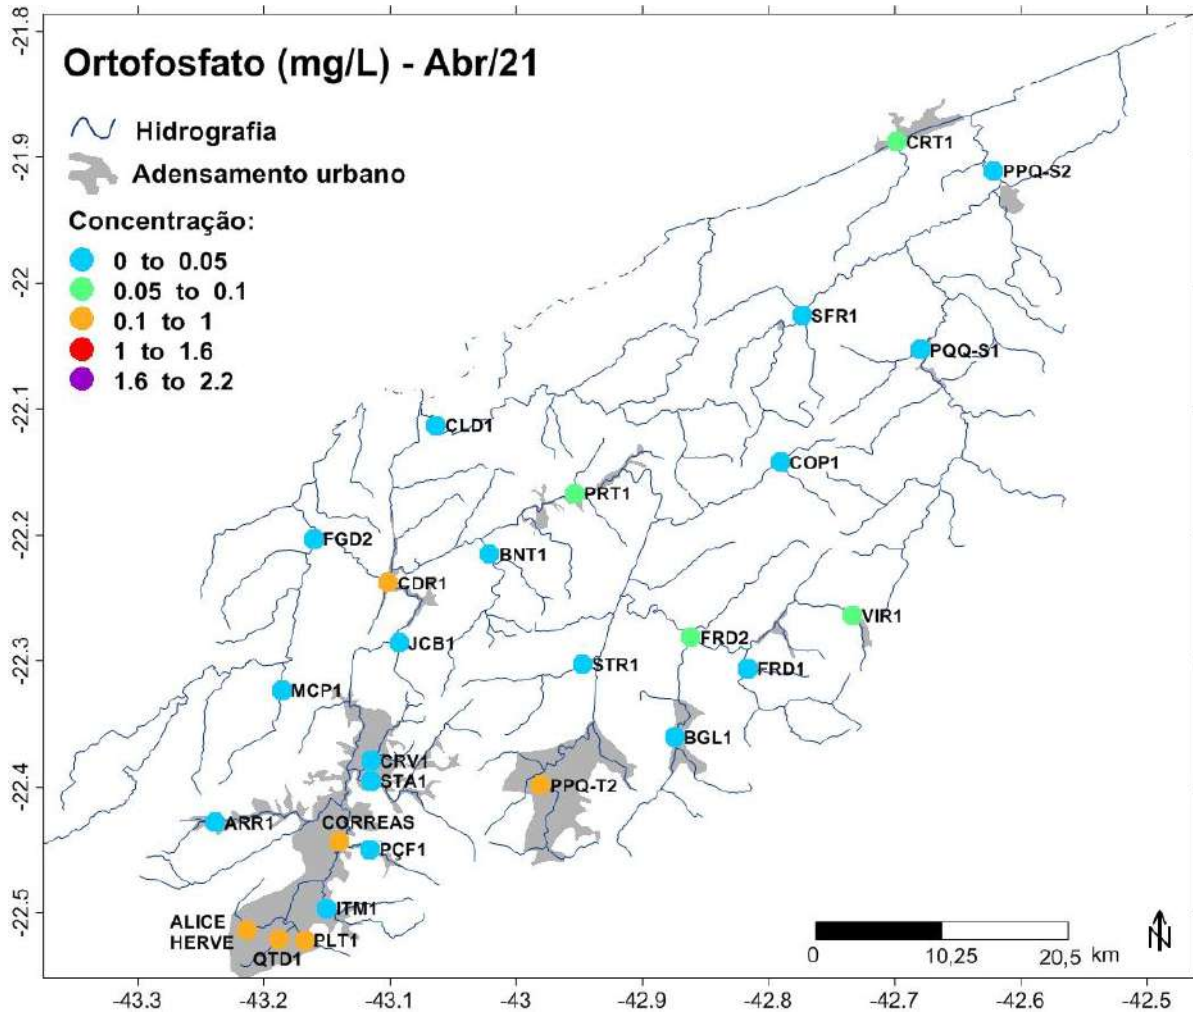 Ortofosfato (mg/L) - Abr/21
Hidrografia
Adensamento urbano
Concentração:
0 to 0.05
0.05 to 0.1
0.1 to 1
1 to 1.6
1.6 to 2.2
-21.8
-21.9
-22
-22.1
-22.2
-22.3
-22.4
-22.5
CRT1
PPQ-S2
SFR1
PQQ-S1
CLD1
COP1
PRT1
FGD2
BNT1
CDR1
VIR1
FRD2
JCB1
STR1
FRD1
MCP1
BGL1
CRV1
STA1
PPQ-T2
ARR1
CORREAS
PÇF1
ITM1
ALICE
HERVE
PLT1
QTD1
0 10,25 20,5 km
N
-43.3 -43.2 -43.1 -43 -42.9 -42.8 -42.7 -42.6 -42.5